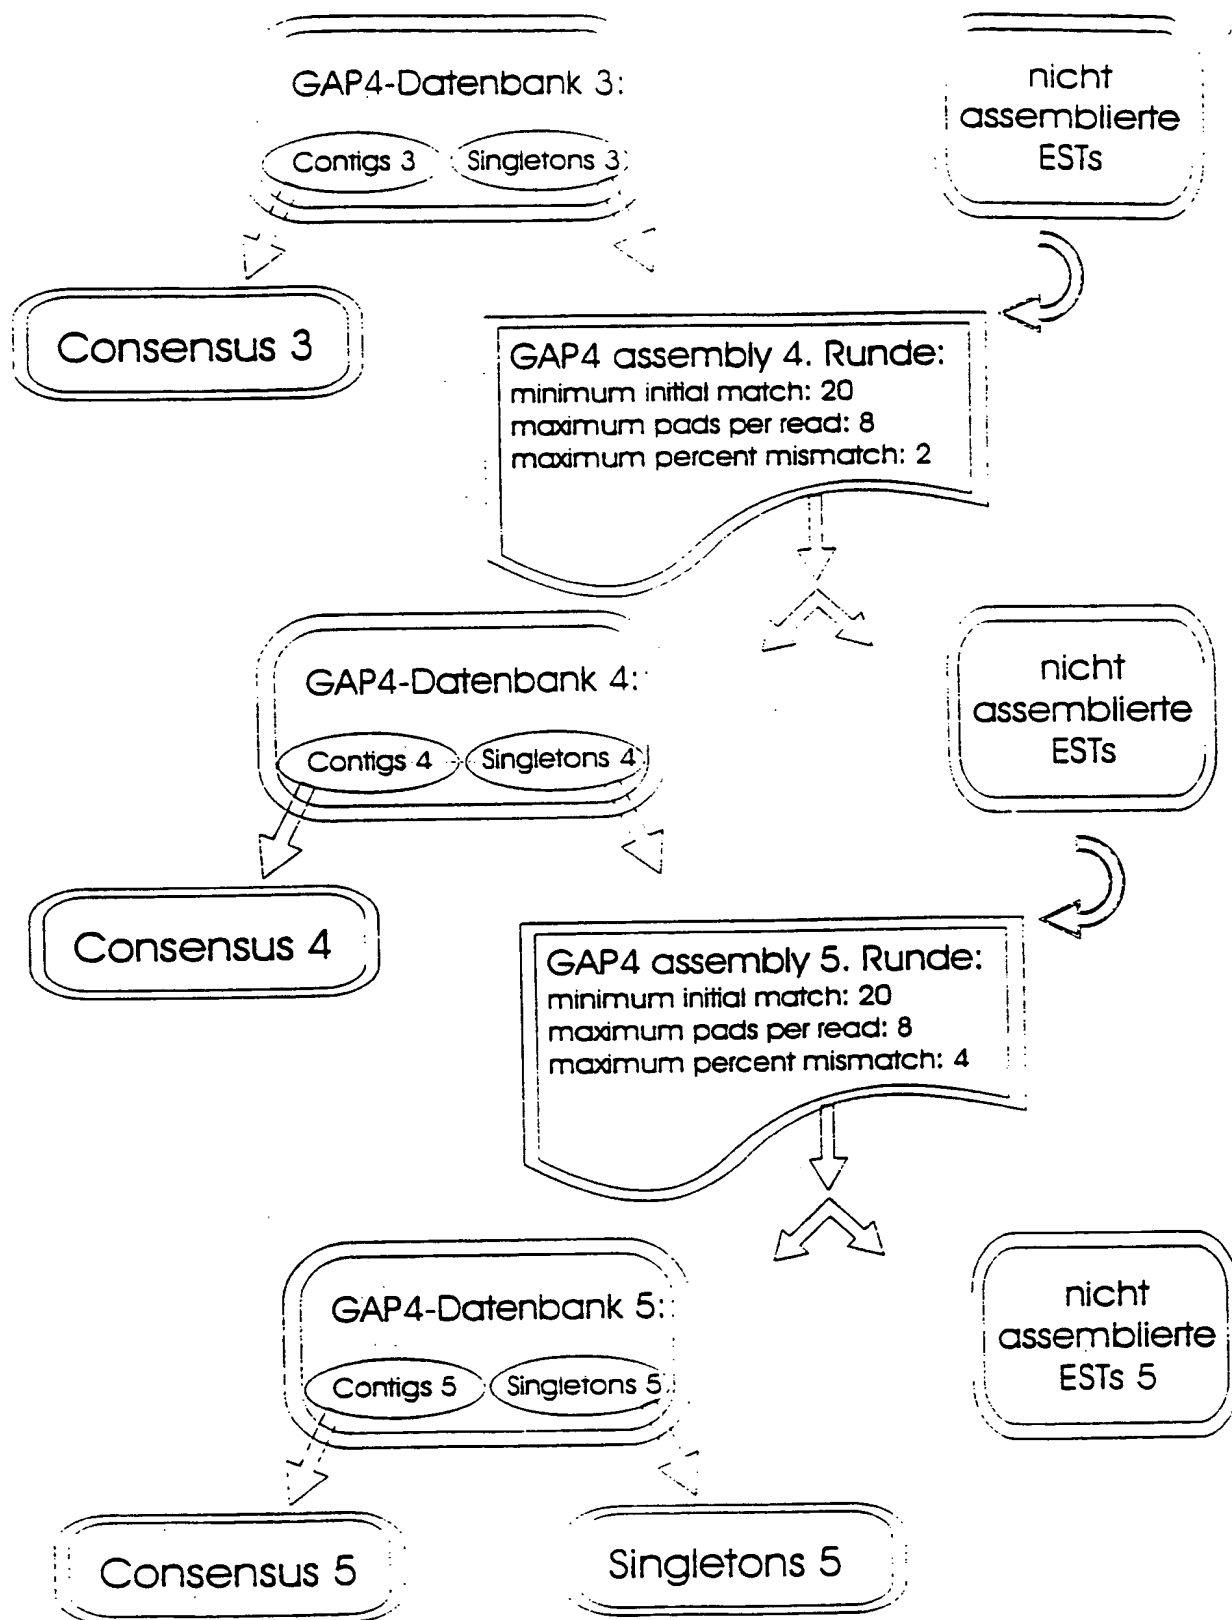 GAP4-Datenbank 3:
Contigs 3
Singletons 3
nicht
assemblierte
ESTs
Consensus 3
GAP4 assembly 4. Runde:
minimum initial match: 20
maximum pads per read: 8
maximum percent mismatch: 2
GAP4-Datenbank 4:
Contigs 4
Singletons 4
nicht
assemblierte
ESTs
Consensus 4
GAP4 assembly 5. Runde:
minimum initial match: 20
maximum pads per read: 8
maximum percent mismatch: 4
GAP4-Datenbank 5:
Contigs 5
Singletons 5
nicht
assemblierte
ESTs 5
Consensus 5
Singletons 5